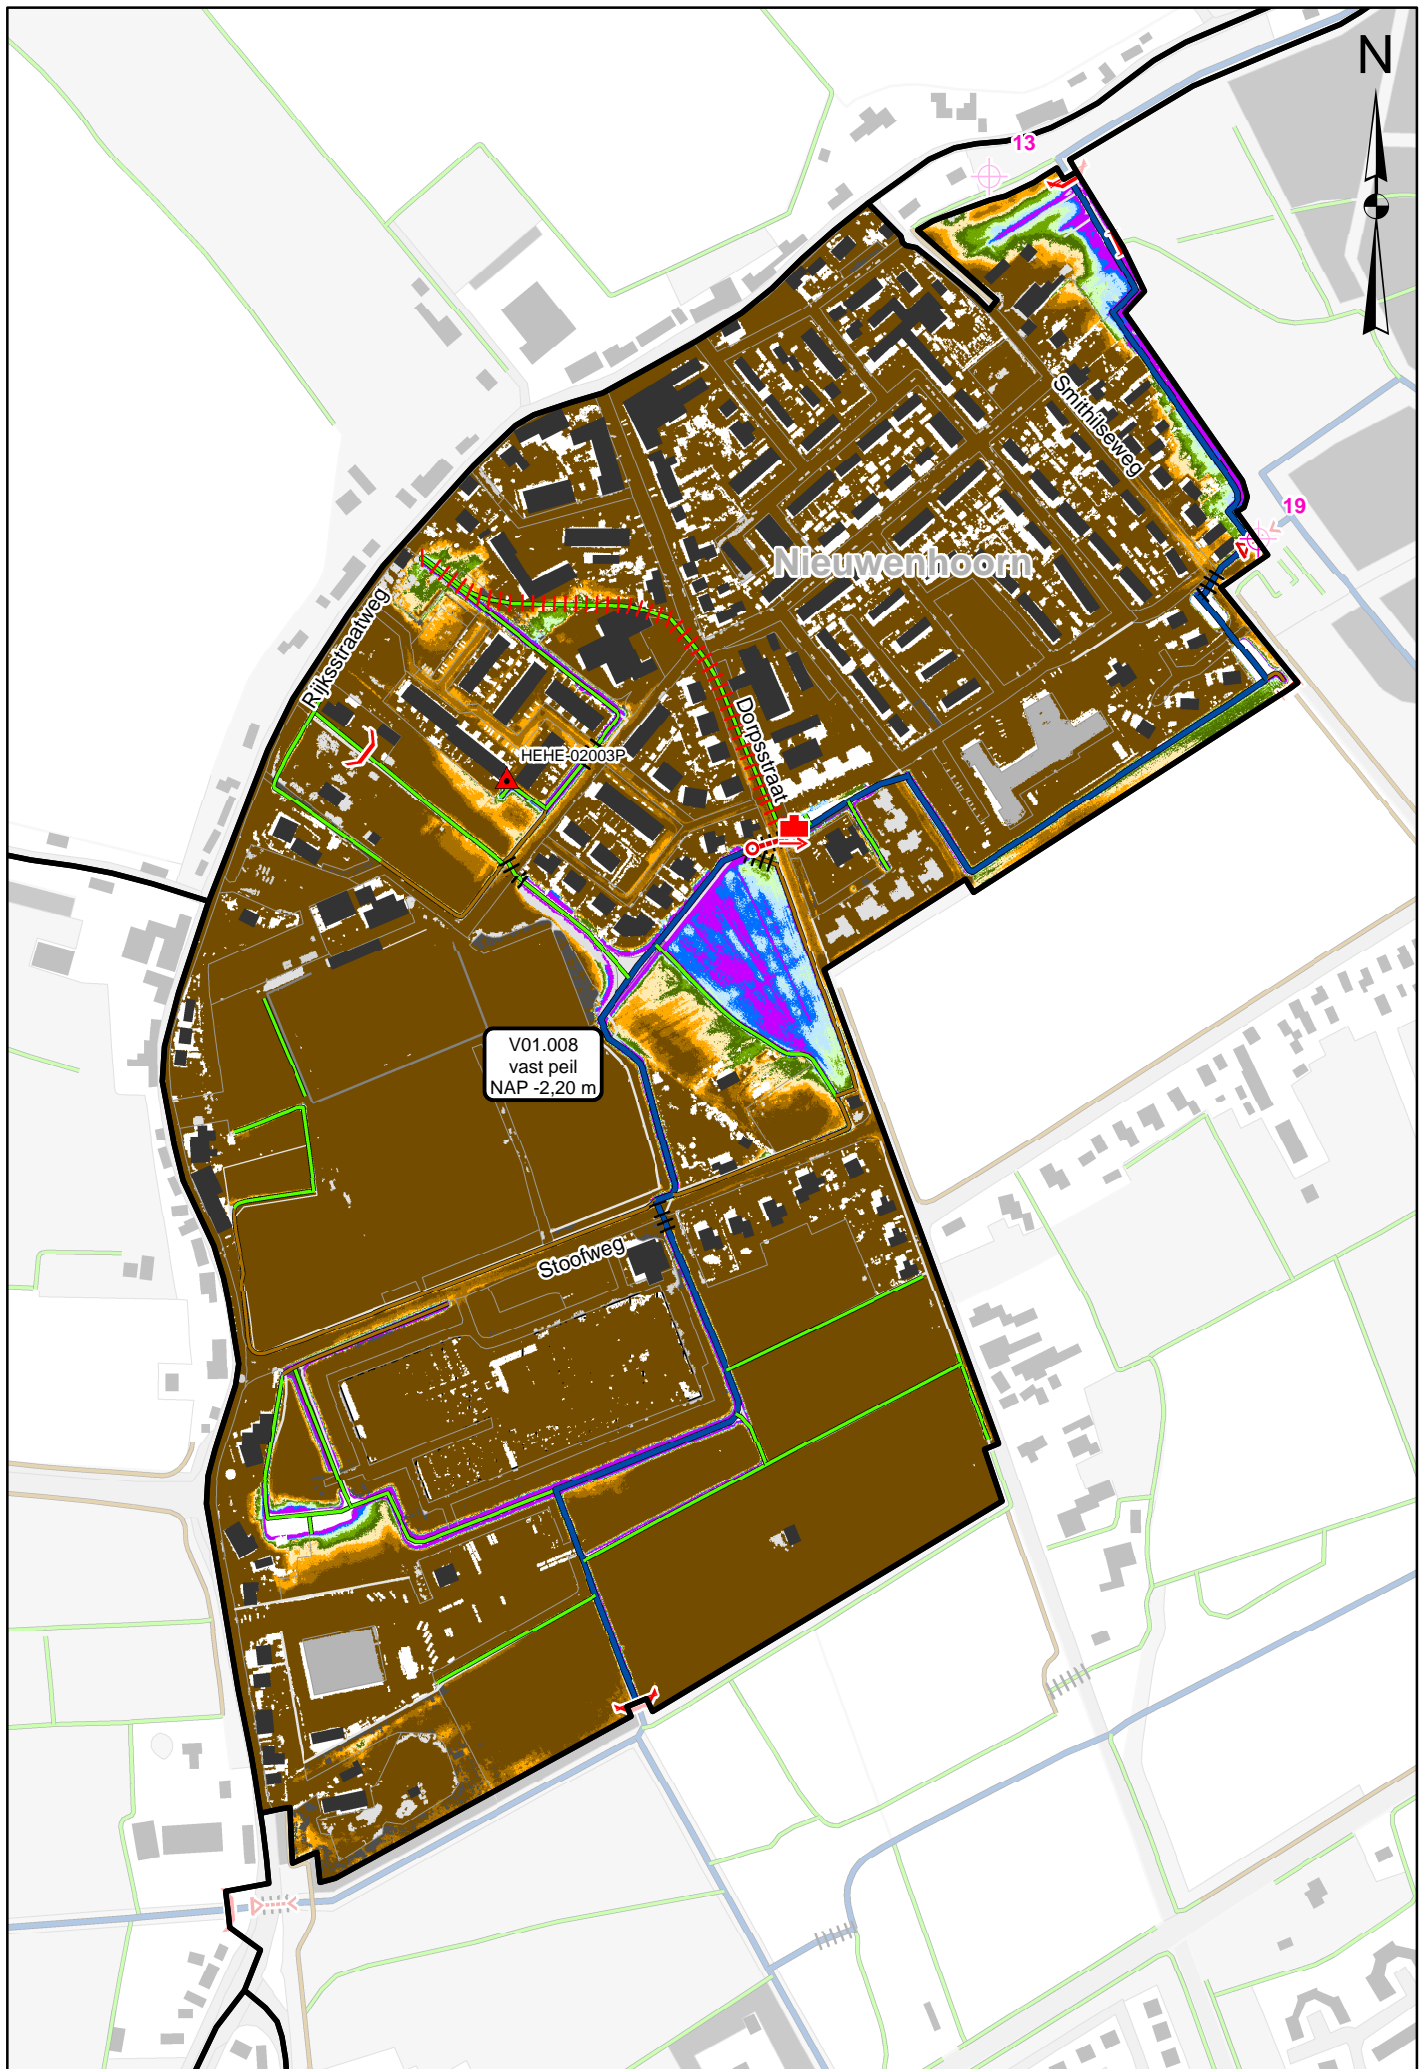 N
13
Smithilseweg
19
Nieuwenhoorn
Rijksstraatweg
Dorpsstraat
HEHE-02003P
V01.008
vast peil
NAP -2,20 m
Stoofweg